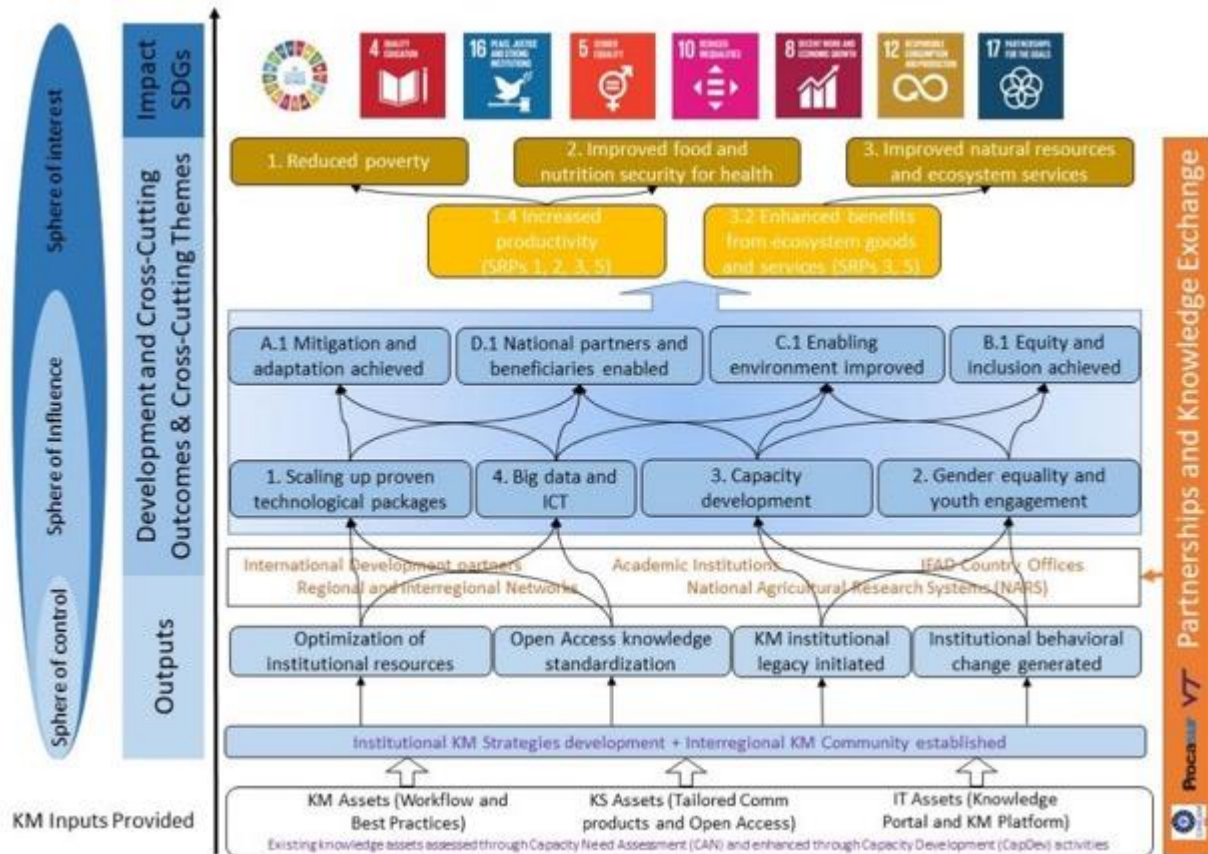 Impact
SDGs
Development and Cross-Cutting
Outcomes & Cross-Cutting Themes
Outputs
Sphere of interest
Sphere of Influence
Sphere of control
KM Inputs Provided
4 QUALITY
EDUCATION
16 PEACE, JUSTICE
AND STRONG
INSTITUTIONS
5 GENDER
EQUALITY
10 REDUCED
INEQUALITIES
8 DECENT WORK AND
ECONOMIC GROWTH
12 RESPONSIBLE
CONSUMPTION
AND PRODUCTION
17 PARTNERSHIPS
FOR THE GOALS
1. Reduced poverty
2. Improved food and
nutrition security for health
3. Improved natural resources
and ecosystem services
1.4 Increased
productivity
(SRPs 1, 2, 3, 5)
3.2 Enhanced benefits
from ecosystem goods
and services (SRPs 3, 5)
A.1 Mitigation and
adaptation achieved
D.1 National partners and
beneficiaries enabled
C.1 Enabling
environment improved
B.1 Equity and
inclusion achieved
1. Scaling up proven
technological packages
4. Big data and
ICT
3. Capacity
development
2. Gender equality and
youth engagement
International Development partners
Academic Institutions
IFAD Country Offices
Regional and Interregional Networks
National Agricultural Research Systems (NARS)
Optimization of
institutional resources
Open Access knowledge
standardization
KM institutional
legacy initiated
Institutional behavioral
change generated
Institutional KM Strategies development + Interregional KM Community established
KM Assets (Workflow and
Best Practices)
KS Assets (Tailored Comm
products and Open Access)
IT Assets (Knowledge
Portal and KM Platform)
Existing knowledge assets assessed through Capacity Need Assessment (CAN) and enhanced through Capacity Development (CapDev) activities
Partnerships and Knowledge Exchange
VT
Procasur